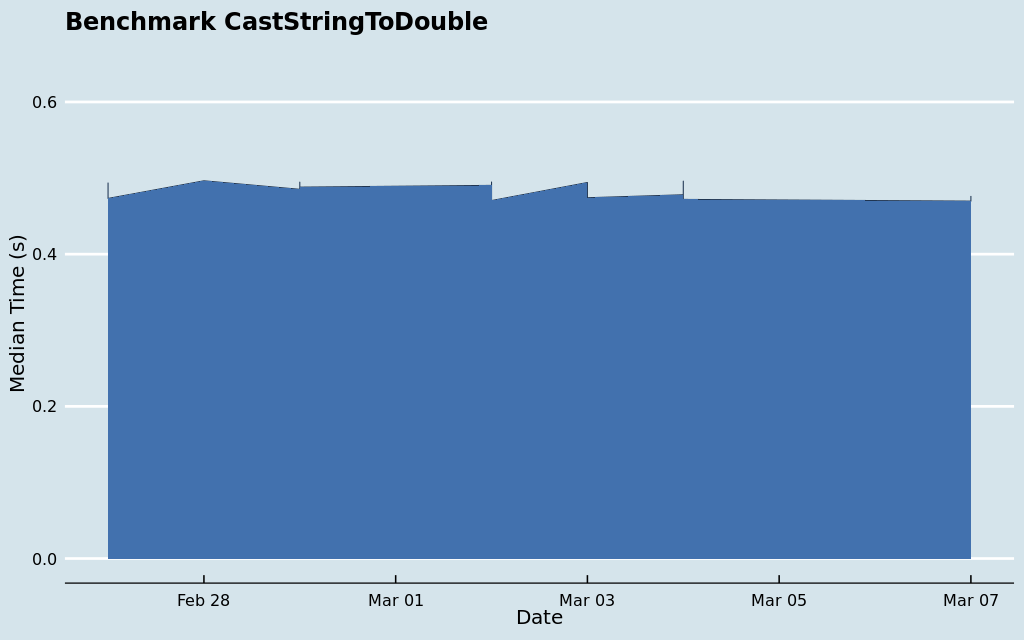 Benchmark CastStringToDouble
Median Time (s)
0.6
0.4
0.2
0.0
Feb 28
Mar 01
Mar 03
Mar 05
Mar 07
Date